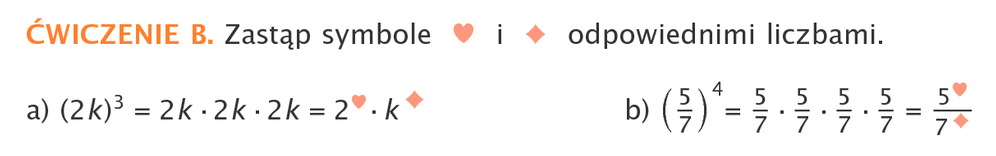 ĆWICZENIE B. Zastąp symbole ♥ i ♦ odpowiednimi liczbami.
a) (2k)³ = 2k · 2k · 2k = 2^♥ · k^♦
b) (5/7)⁴ = 5/7 · 5/7 · 5/7 · 5/7 = 5^♥/7^♦